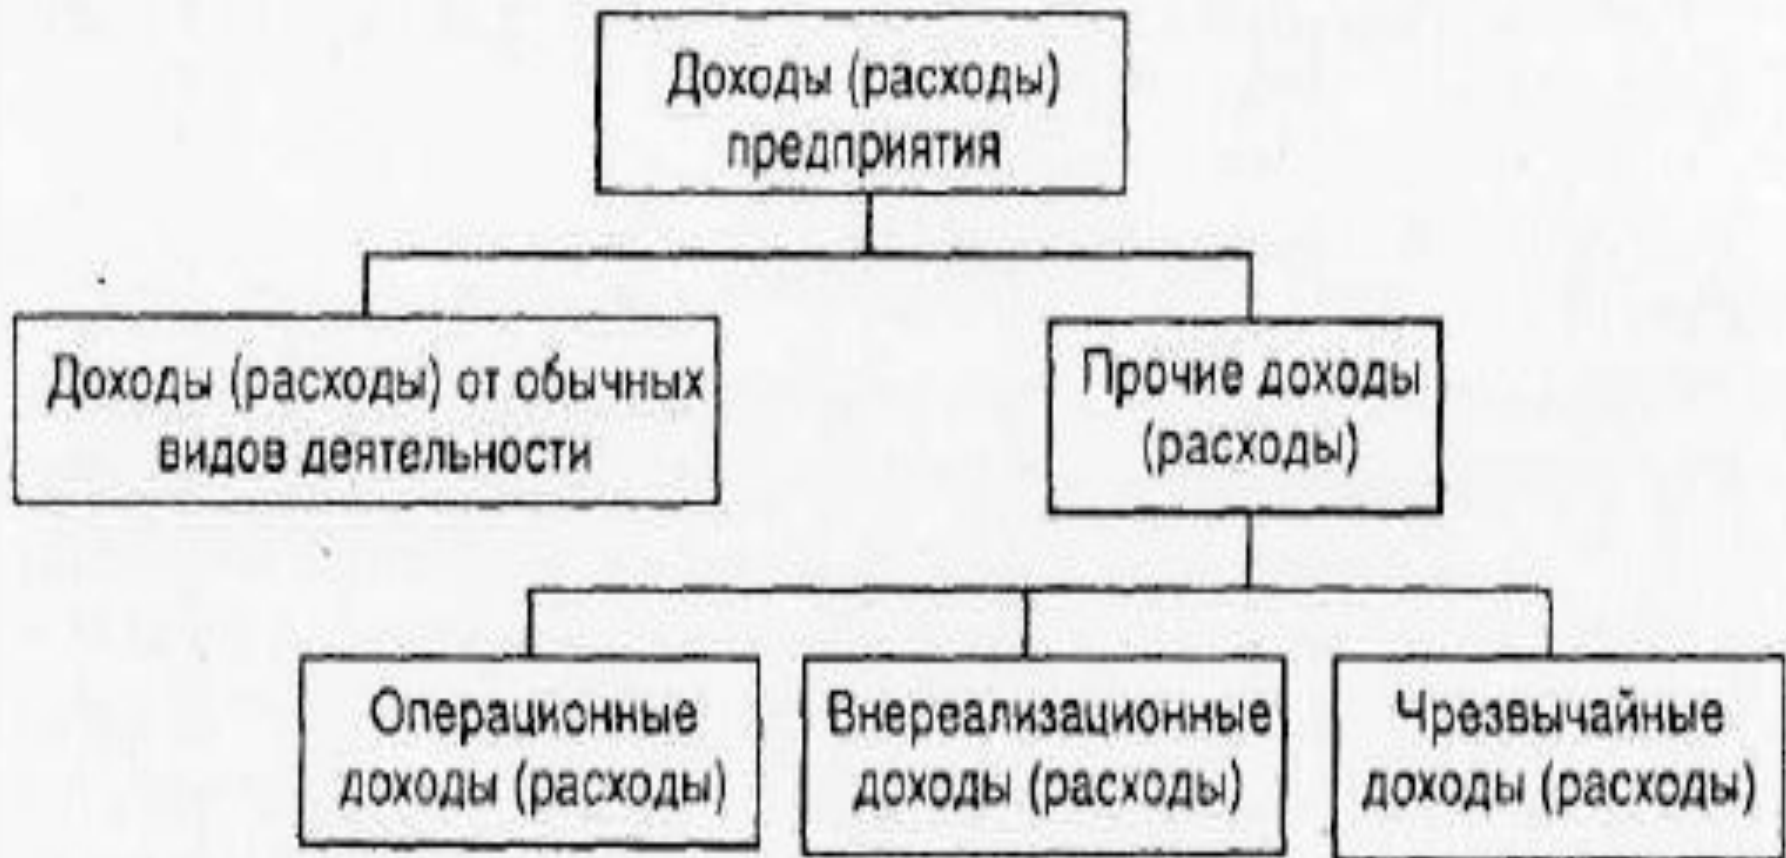 Доходы (расходы)
предприятия
Доходы (расходы) от обычных
видов деятельности
Прочие доходы
(расходы)
Операционные
доходы (расходы)
Внереализационные
доходы (расходы)
Чрезвычайные
доходы (расходы)